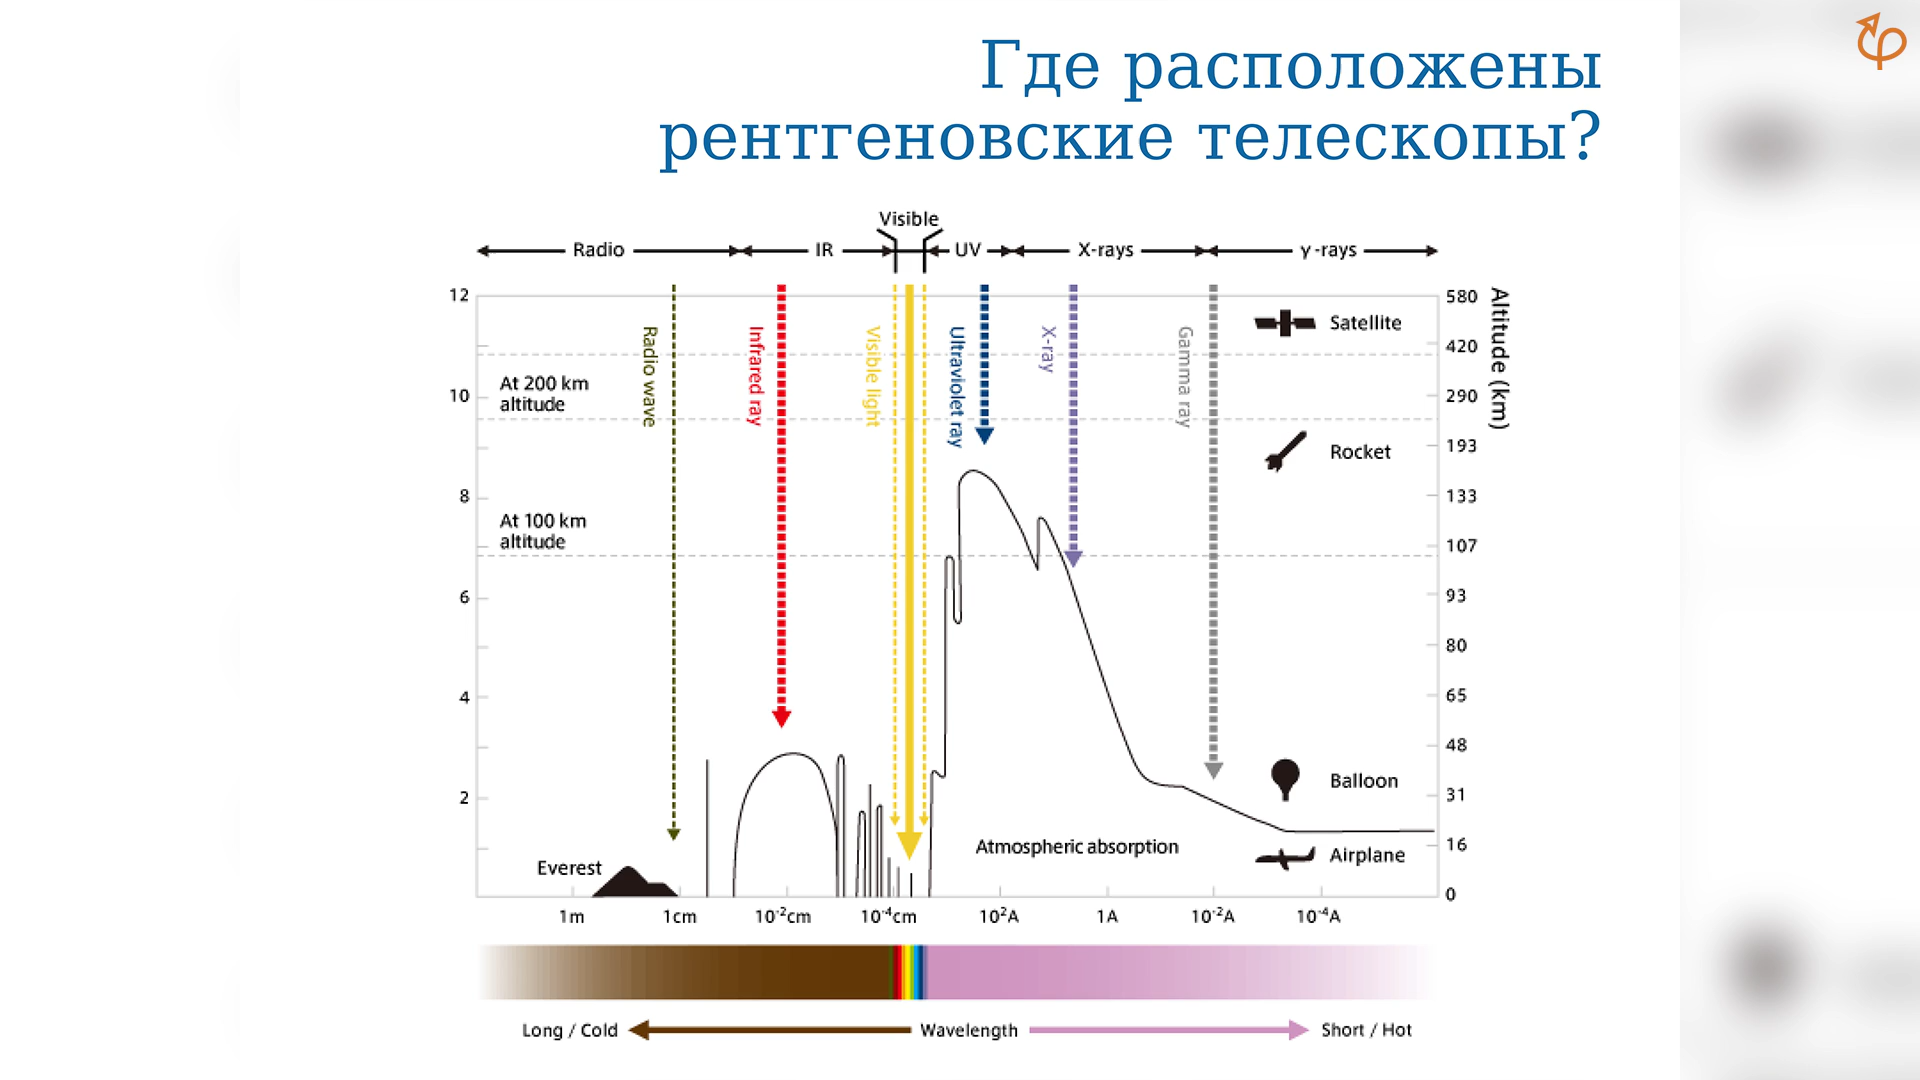 Где расположены
рентгеновские телескопы?
Visible
Radio
IR
UV
X-rays
γ-rays
12
10
8
6
4
2
At 200 km
altitude
At 100 km
altitude
Everest
Radio wave
Infrared ray
Visible light
Ultraviolet ray
X-ray
Gamma ray
Satellite
Rocket
Balloon
Airplane
Atmospheric absorption
580
420
290
193
133
107
93
80
65
48
31
16
0
Altitude (km)
1m
1cm
10⁻²cm
10⁻⁴cm
10²A
1A
10⁻²A
10⁻⁴A
Long / Cold
Wavelength
Short / Hot